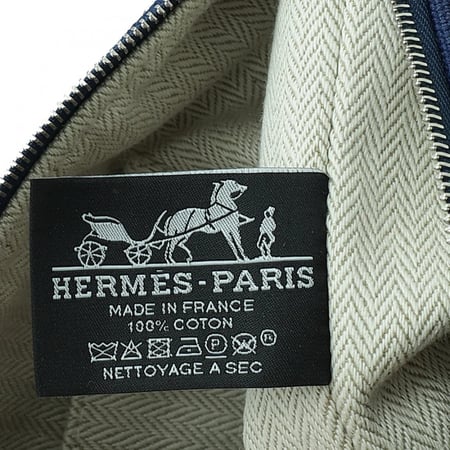 HERMÈS-PARIS
MADE IN FRANCE
100% COTON
NETTOYAGE A SEC